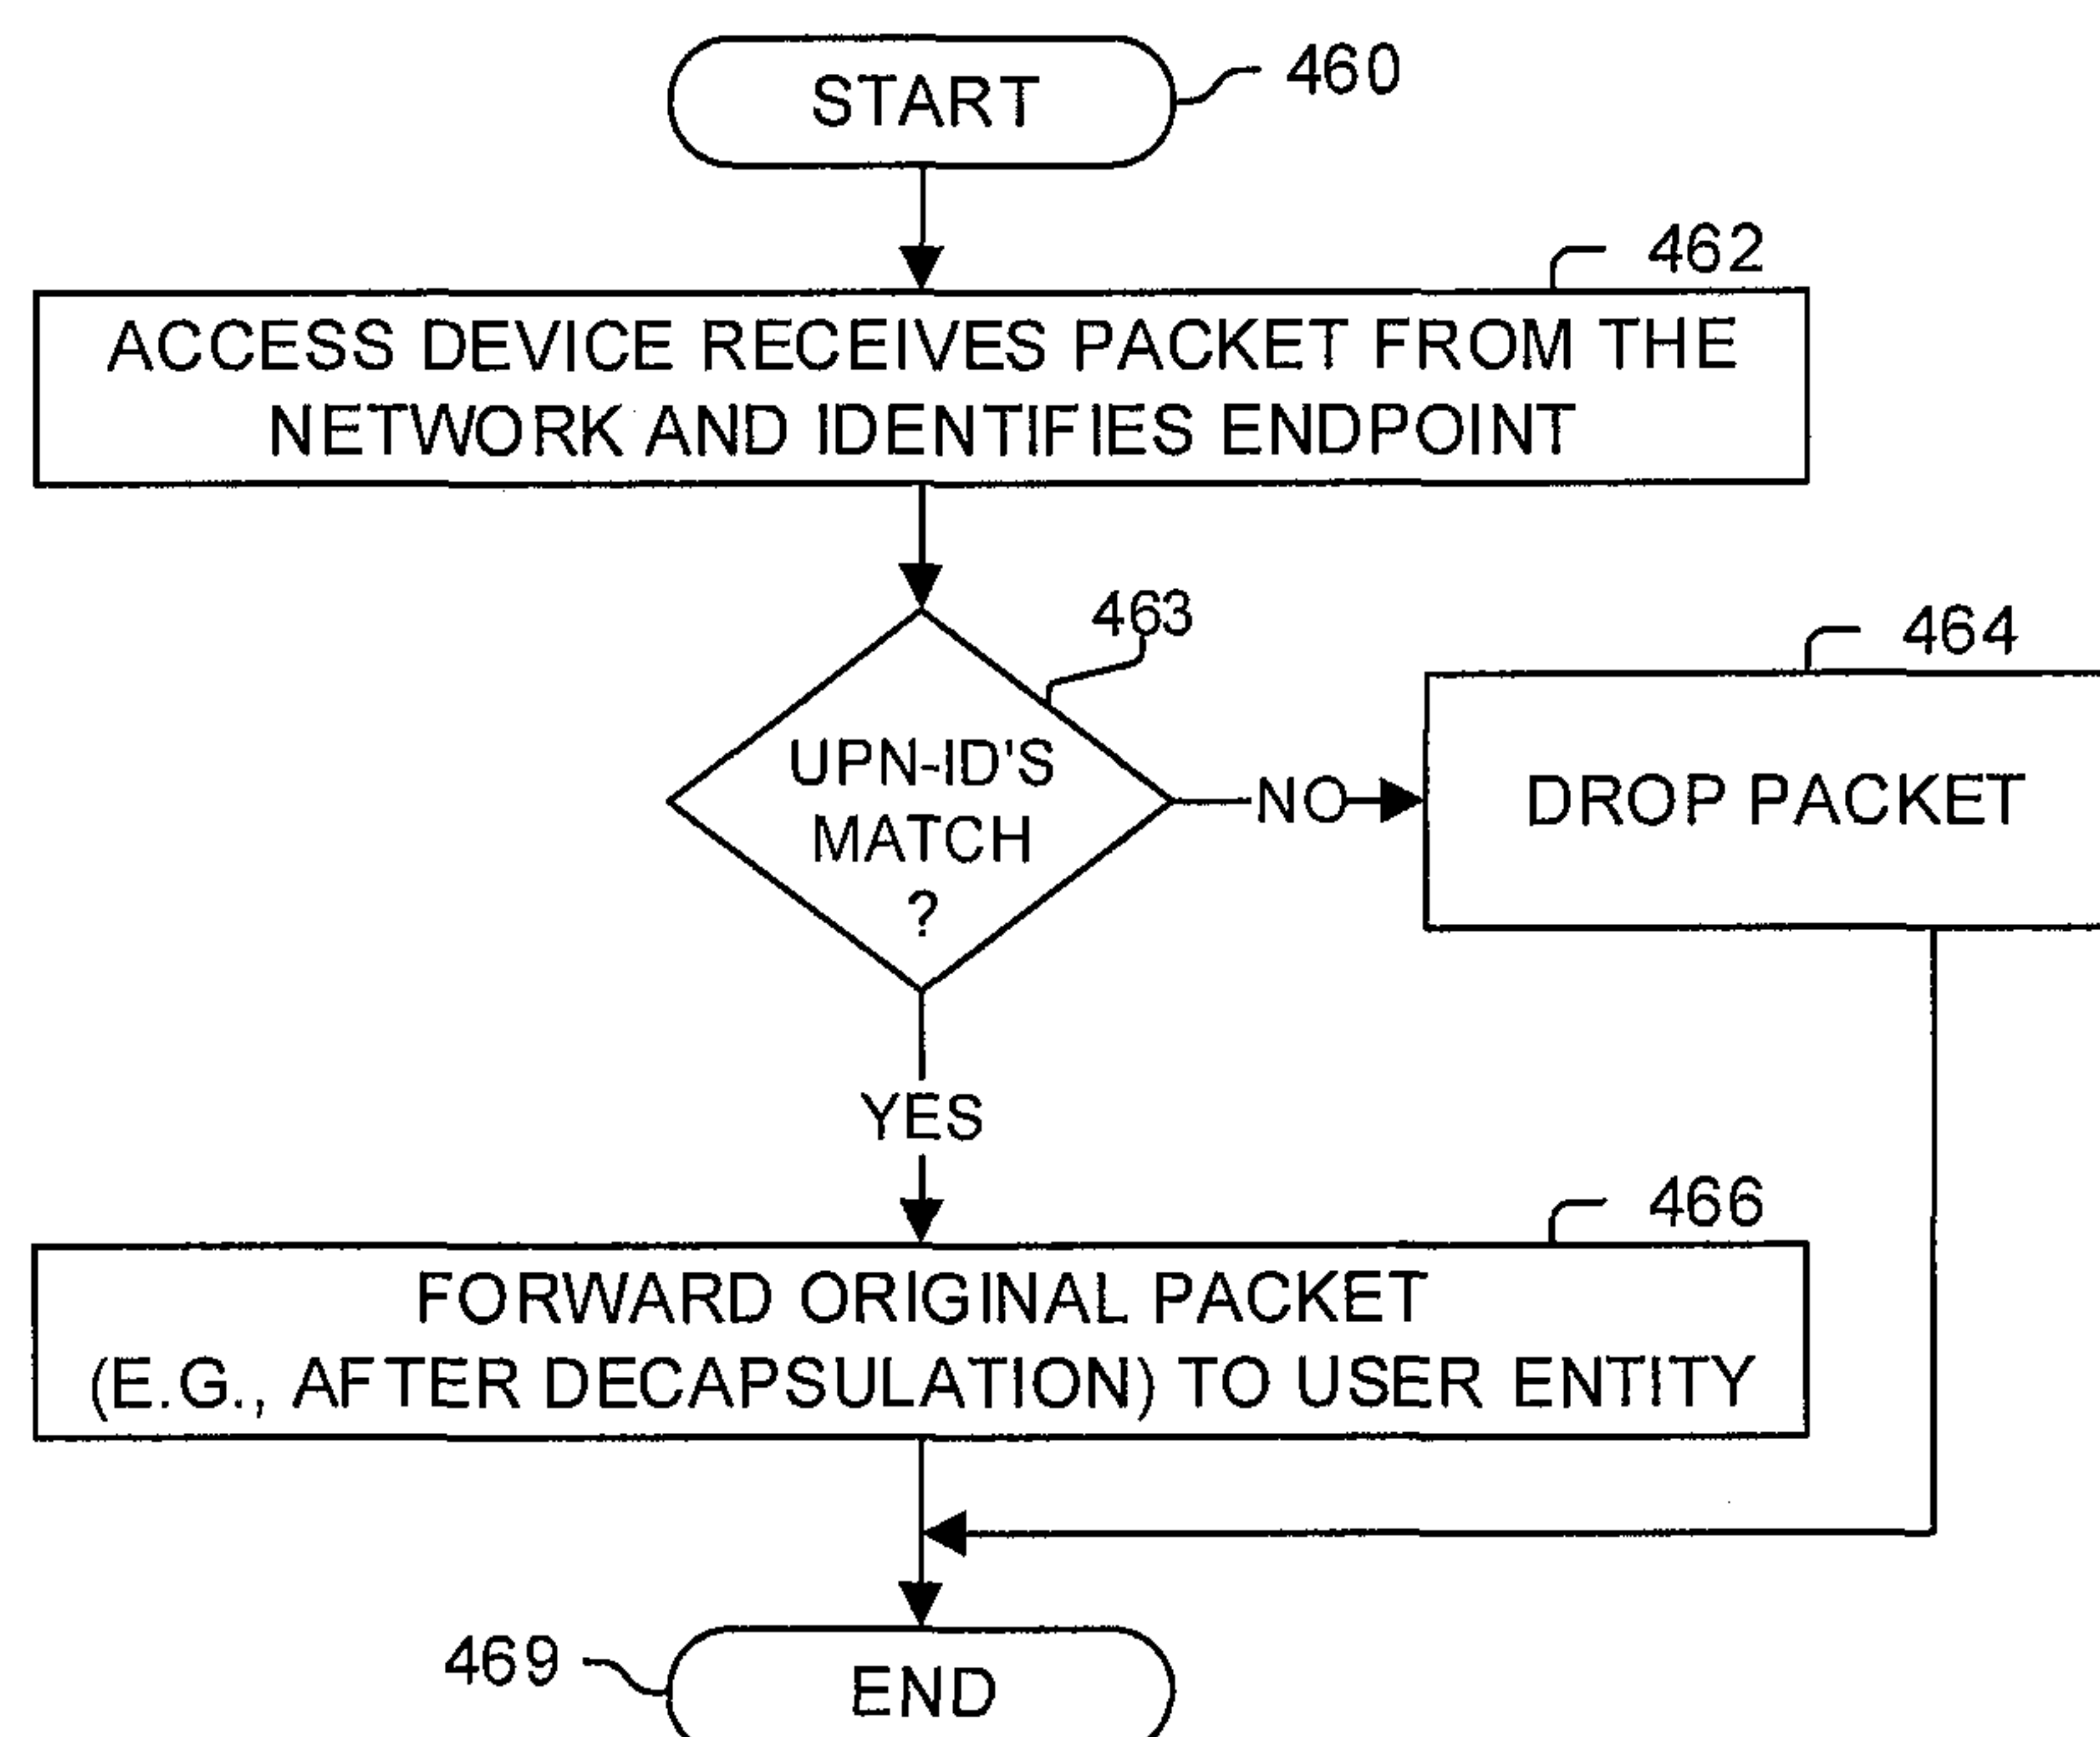 START
460
462
ACCESS DEVICE RECEIVES PACKET FROM THE
NETWORK AND IDENTIFIES ENDPOINT
463
464
UPN-ID'S
MATCH
?
NO
DROP PACKET
YES
466
FORWARD ORIGINAL PACKET
(E.G., AFTER DECAPSULATION) TO USER ENTITY
469
END